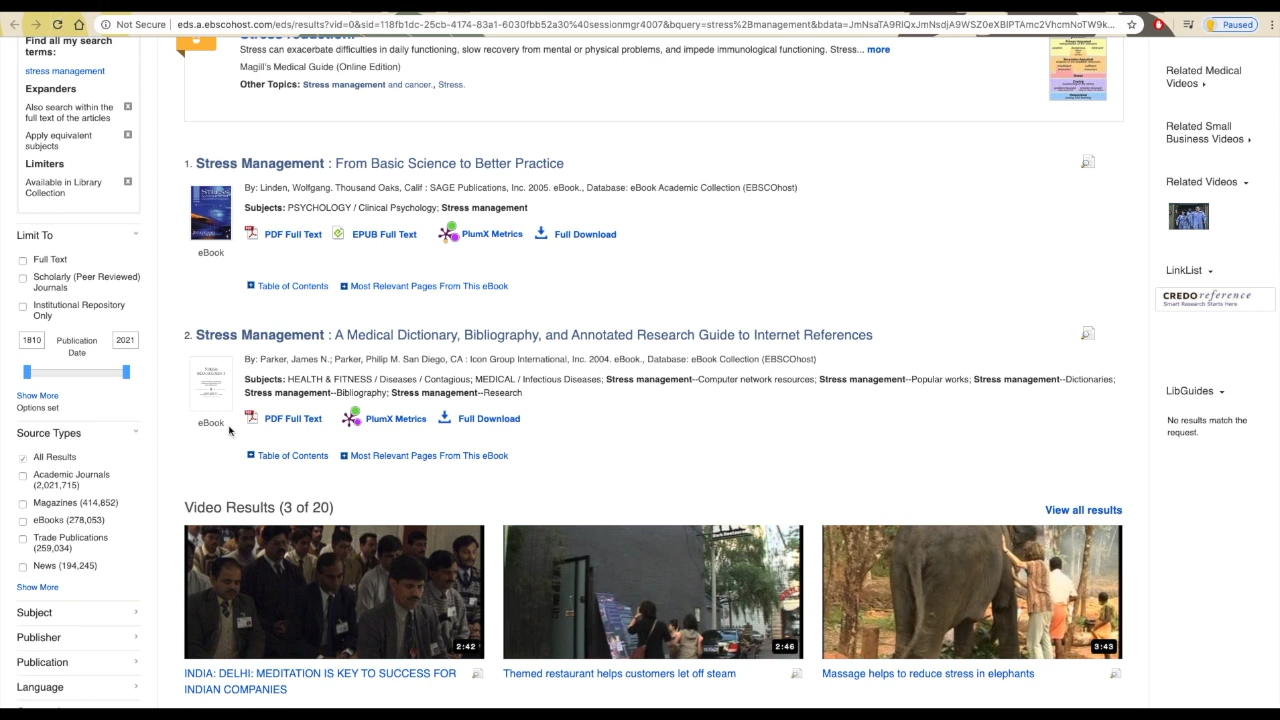 Not Secure
eds.a.ebscohost.com/eds/results?vid=0&sid=118fb1dc-25cb-4174-83a1-6030fbb52a30%40sessionmgr4007&bquery=stress%2Bmanagement&bdata=JmNsaTA9RlQxJmNsdjA9WSZ0eXBlPTAmc2VhcmNoTW9k...
Paused
Find all my search
terms:
stress management
Expanders
Also search within the
full text of the articles
Apply equivalent
subjects
Limiters
Available in Library
Collection
Limit To
Full Text
Scholarly (Peer Reviewed)
Journals
Institutional Repository
Only
1810
Publication
Date
2021
Show More
Options set
Source Types
All Results
Academic Journals
(2,021,715)
Magazines (414,852)
eBooks (278,053)
Trade Publications
(259,034)
News (194,245)
Show More
Subject
Publisher
Publication
Language
Stress can exacerbate difficulties in daily functioning, slow recovery from mental or physical problems, and impede immunological functioning. Stress... more
Magill's Medical Guide (Online Edition)
Other Topics: Stress management and cancer., Stress.
1. Stress Management : From Basic Science to Better Practice
By: Linden, Wolfgang. Thousand Oaks, Calif : SAGE Publications, Inc. 2005. eBook., Database: eBook Academic Collection (EBSCOhost)
Subjects: PSYCHOLOGY / Clinical Psychology; Stress management
PDF Full Text
EPUB Full Text
PlumX Metrics
Full Download
eBook
Table of Contents
Most Relevant Pages From This eBook
2. Stress Management : A Medical Dictionary, Bibliography, and Annotated Research Guide to Internet References
By: Parker, James N.; Parker, Philip M. San Diego, CA : Icon Group International, Inc. 2004. eBook., Database: eBook Collection (EBSCOhost)
Subjects: HEALTH & FITNESS / Diseases / Contagious; MEDICAL / Infectious Diseases; Stress management--Computer network resources; Stress management--Popular works; Stress management--Dictionaries;
Stress management--Bibliography; Stress management--Research
PDF Full Text
PlumX Metrics
Full Download
eBook
Table of Contents
Most Relevant Pages From This eBook
Video Results (3 of 20)
View all results
2:42
2:46
3:43
INDIA: DELHI: MEDITATION IS KEY TO SUCCESS FOR
INDIAN COMPANIES
Themed restaurant helps customers let off steam
Massage helps to reduce stress in elephants
Related Medical
Videos
Related Small
Business Videos
Related Videos
LinkList
CREDO reference
Smart Research Starts Here
LibGuides
No results match the
request.